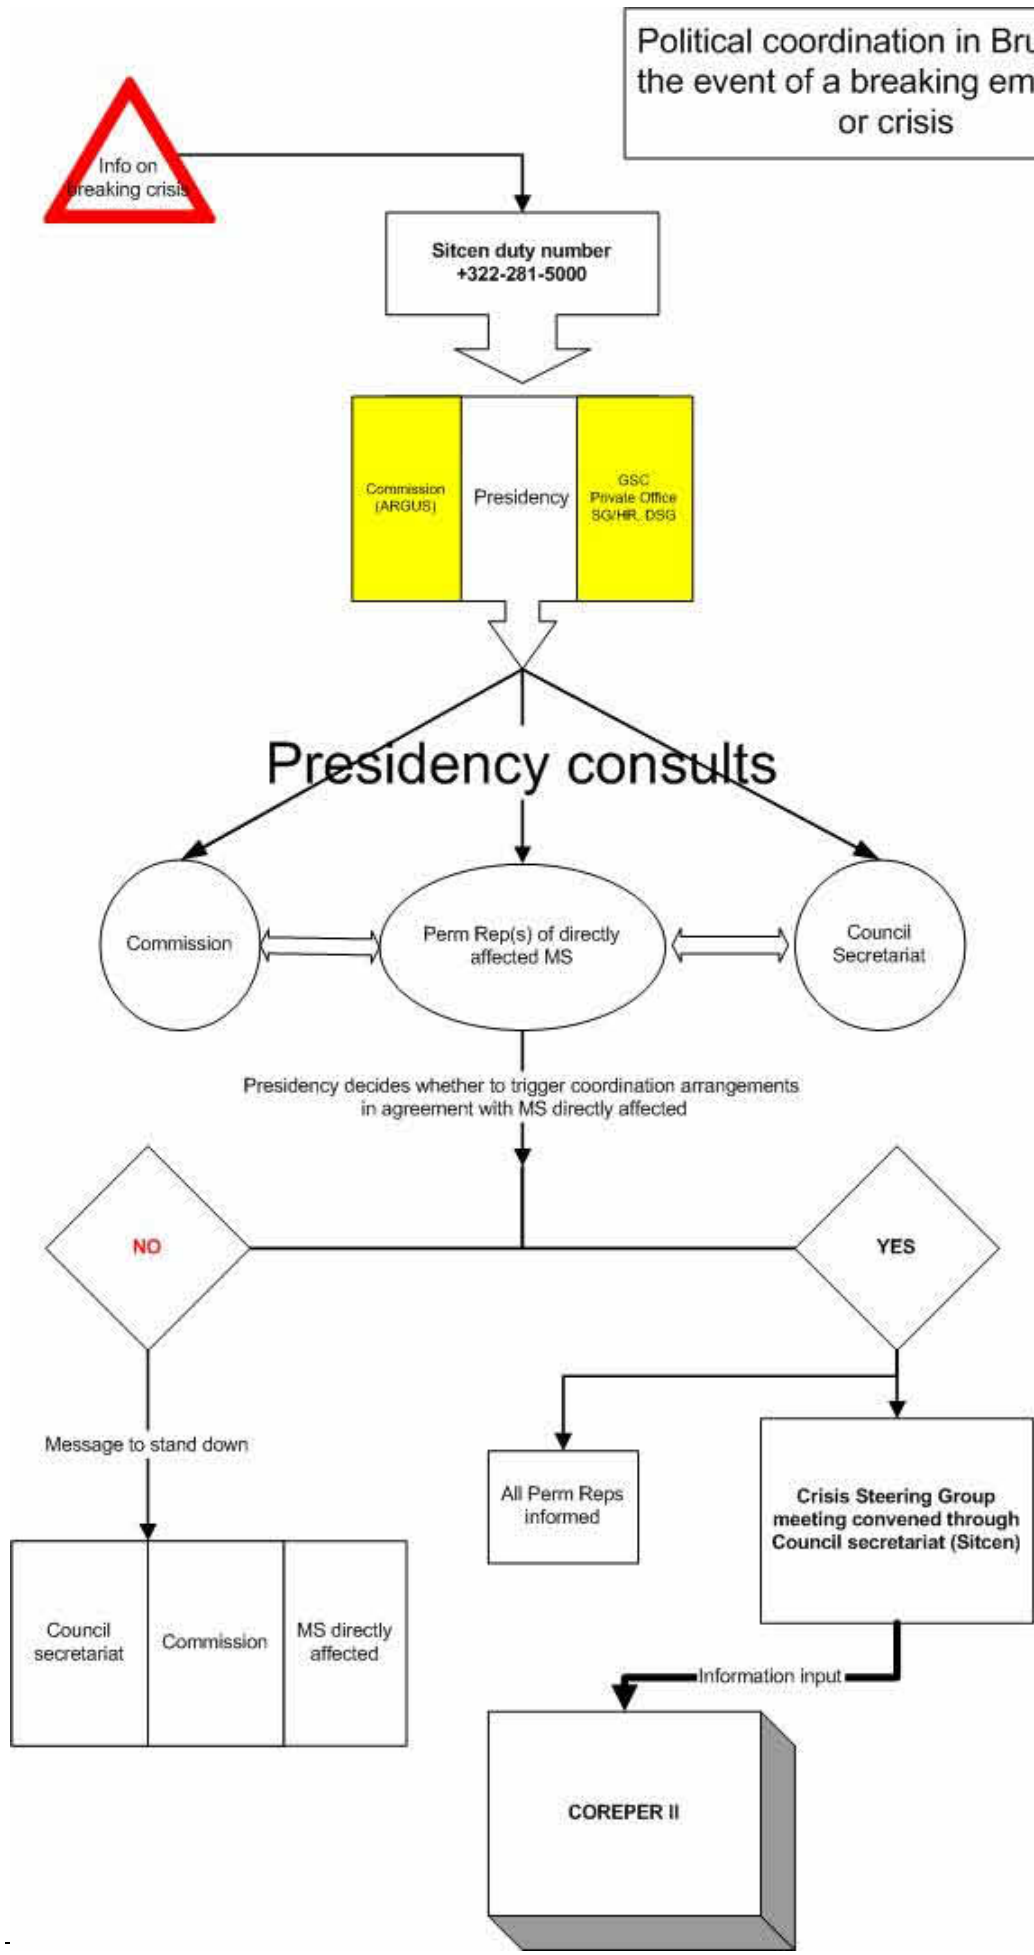 Political coordination in Bru
the event of a breaking em
or crisis
Info on
breaking crisis
Sitcen duty number
+322-281-5000
Commission
(ARGUS)
Presidency
GSC
Private Office
SG/HR, DSG
Presidency consults
Commission
Perm Rep(s) of directly
affected MS
Council
Secretariat
Presidency decides whether to trigger coordination arrangements
in agreement with MS directly affected
NO
YES
Message to stand down
All Perm Reps
informed
Crisis Steering Group
meeting convened through
Council secretariat (Sitcen)
Council
secretariat
Commission
MS directly
affected
Information input
COREPER II